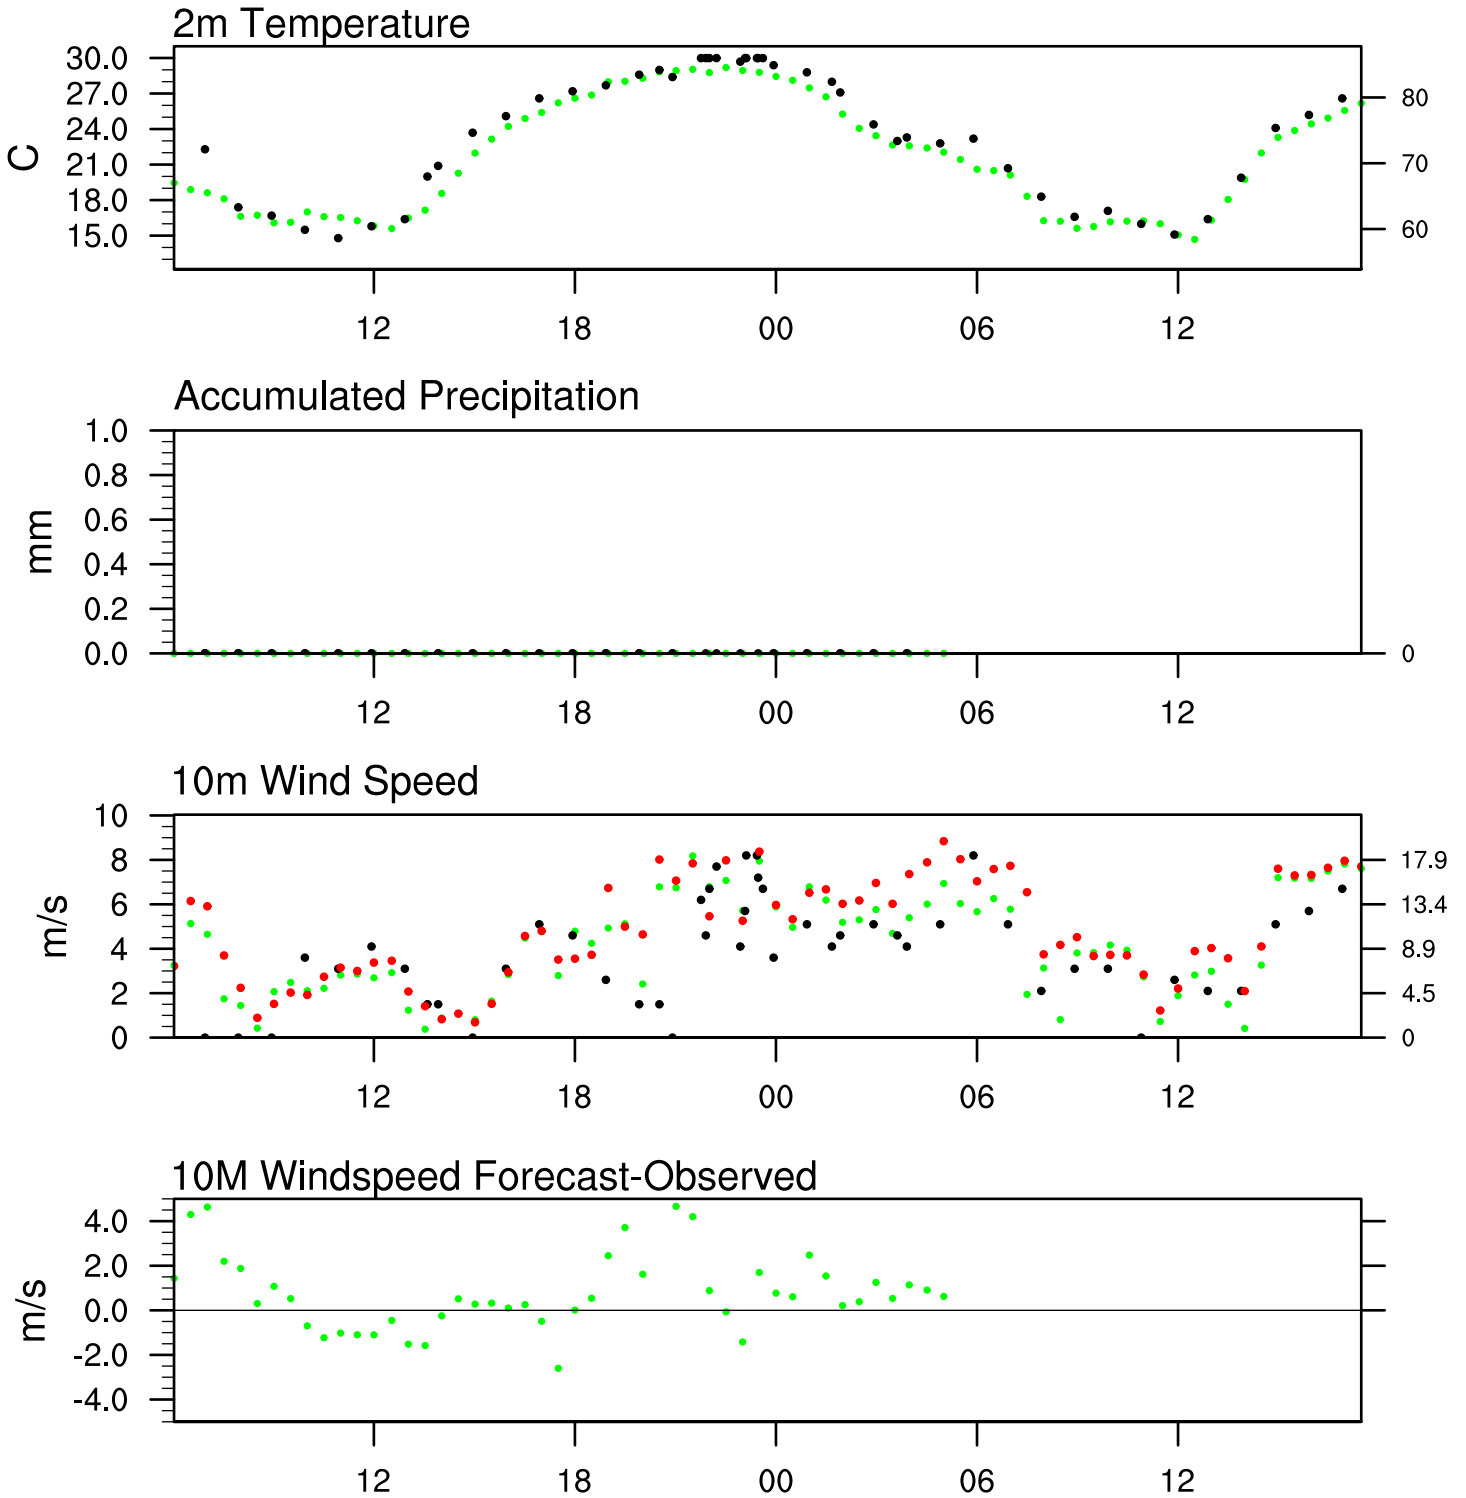 2m Temperature
30.0
27.0
24.0
21.0
18.0
15.0
C
80
70
60
12 18 00 06 12
Accumulated Precipitation
1.0
0.8
0.6
0.4
0.2
0.0
mm
0
12 18 00 06 12
10m Wind Speed
10
8
6
4
2
0
m/s
17.9
13.4
8.9
4.5
0
12 18 00 06 12
10M Windspeed Forecast-Observed
4.0
2.0
0.0
-2.0
-4.0
m/s
12 18 00 06 12